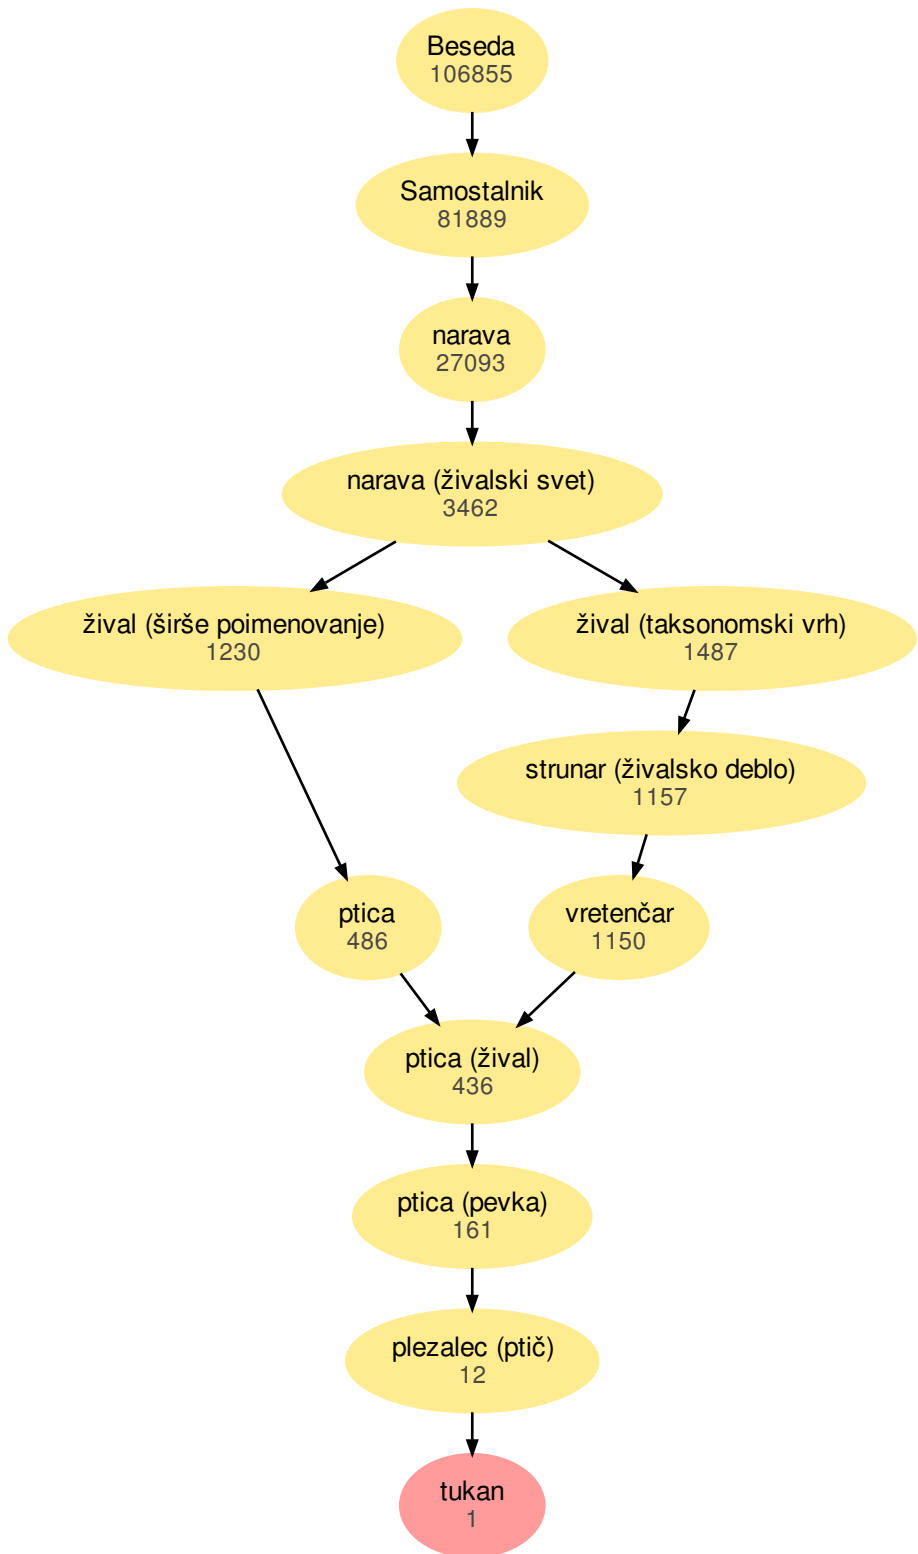 Beseda
106855
Samostalnik
81889
narava
27093
narava (živalski svet)
3462
žival (širše poimenovanje)
1230
žival (taksonomski vrh)
1487
strunar (živalsko deblo)
1157
ptica
486
vretenčar
1150
ptica (žival)
436
ptica (pevka)
161
plezalec (ptič)
12
tukan
1